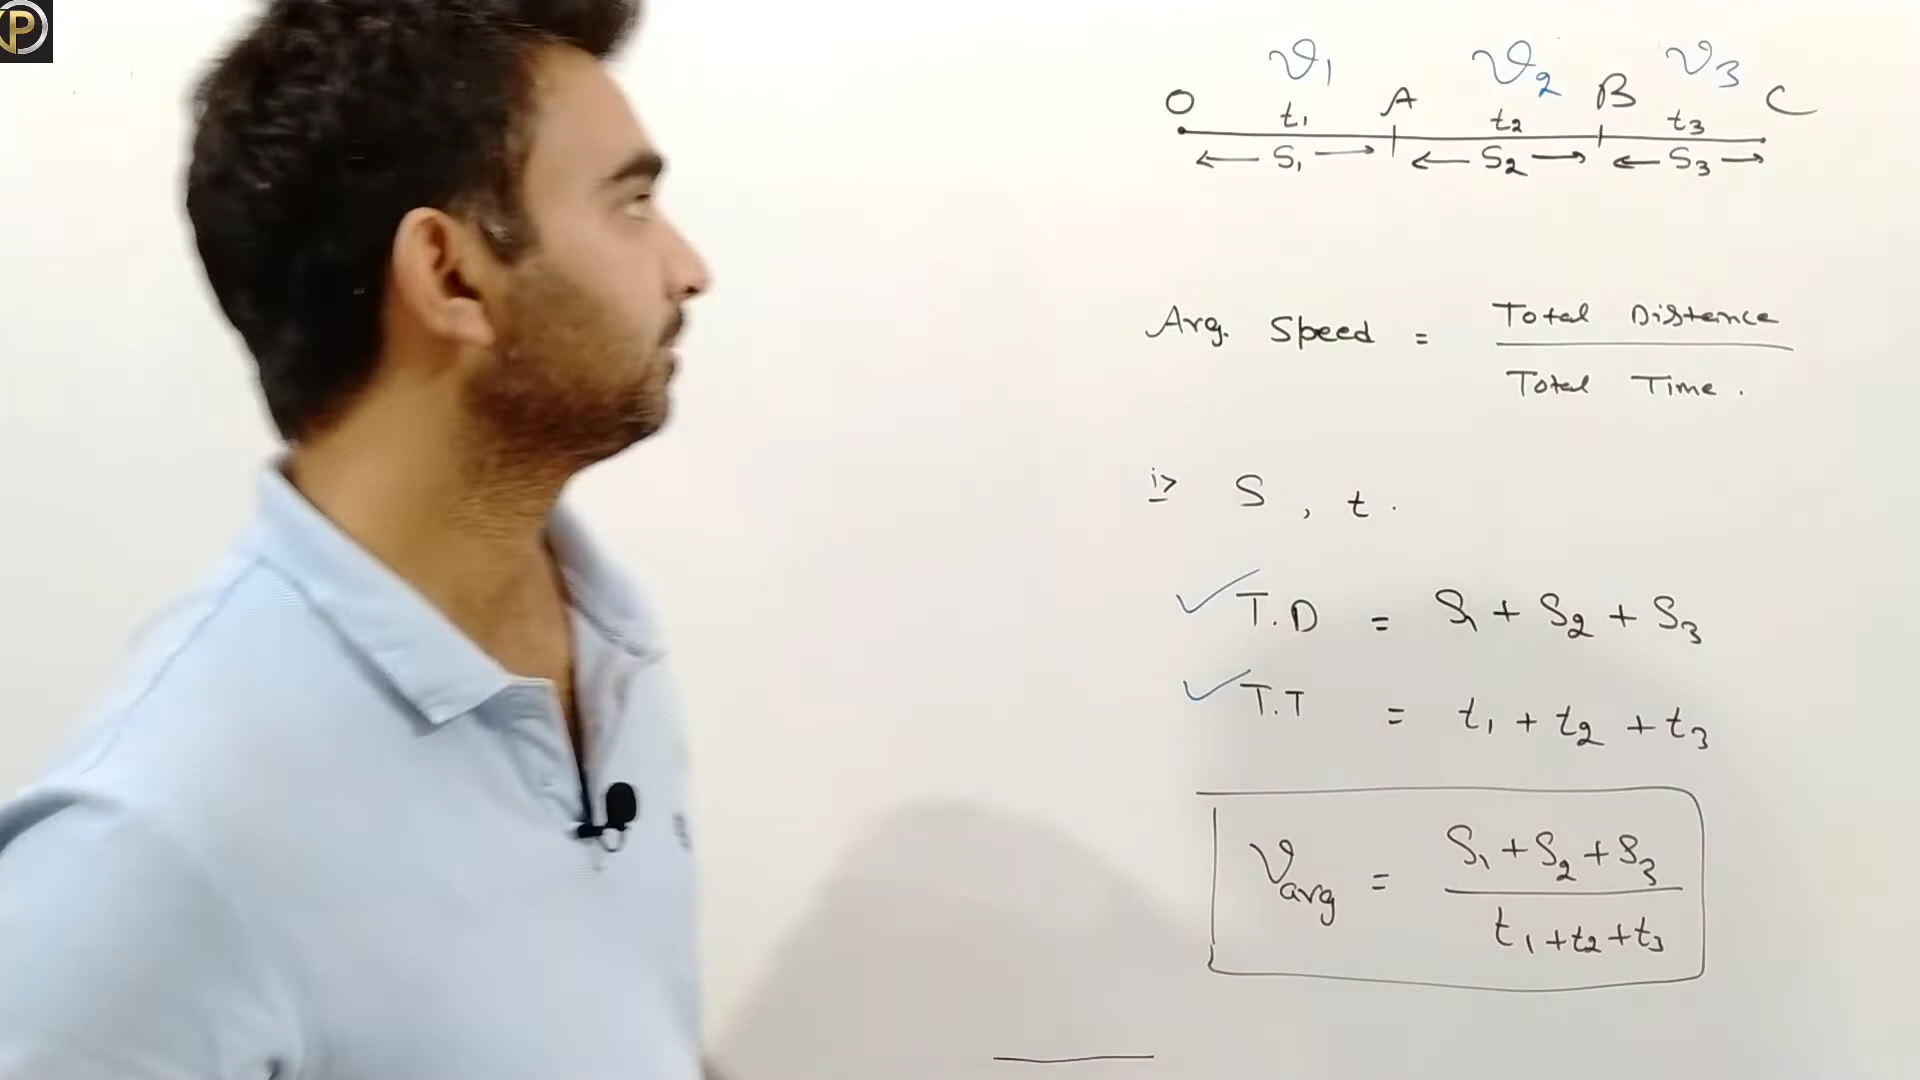 P
v1 v2 v3
O t1 A t2 B t3 C
← S1 → ← S2 → ← S3 →
Avg. Speed = Total Distance
Total Time.
i> S, t.
✓ T.D = S1 + S2 + S3
✓ T.T = t1 + t2 + t3
vavg = S1 + S2 + S3
t1 + t2 + t3